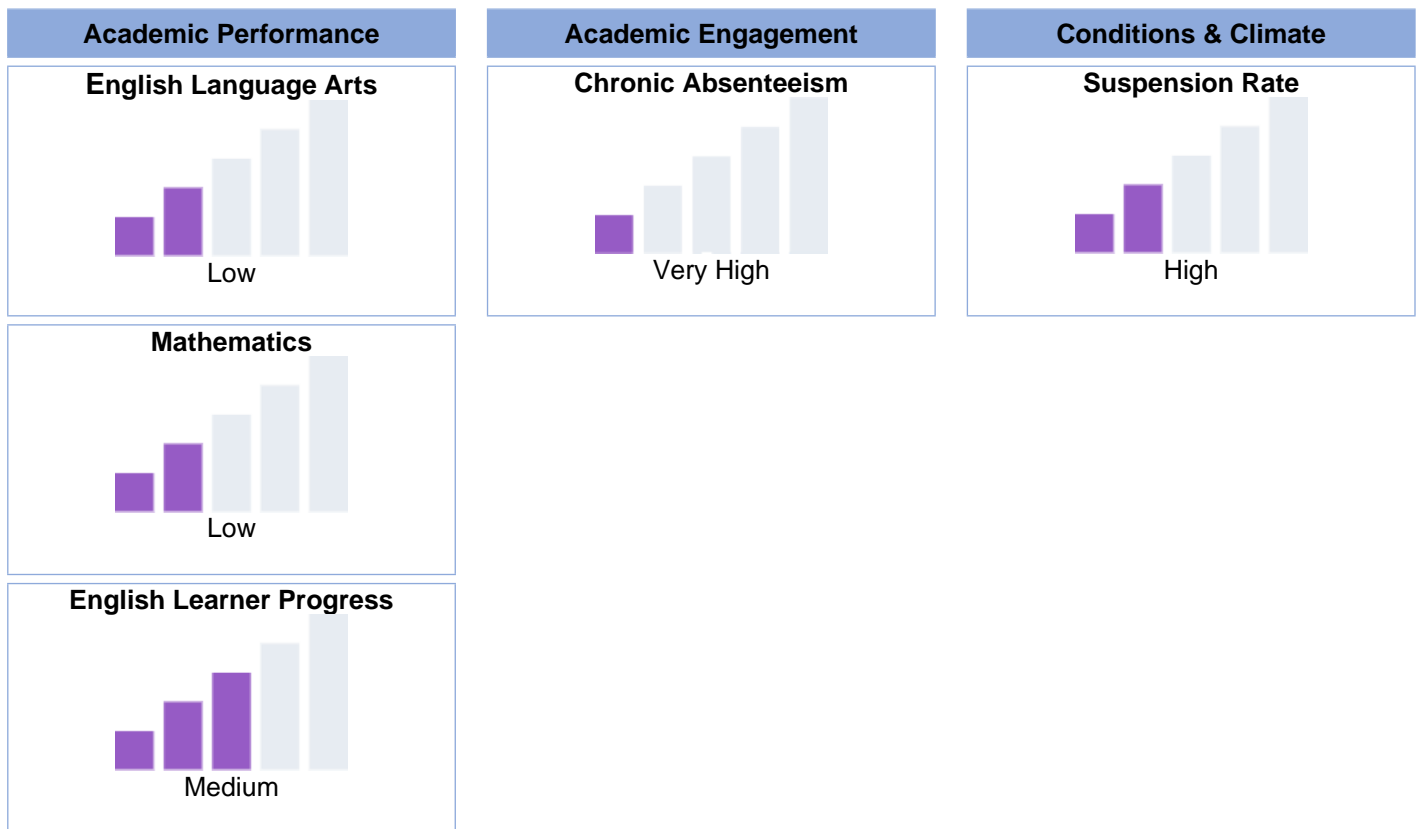 Academic Performance
English Language Arts
Low
Mathematics
Low
English Learner Progress
Medium
Academic Engagement
Chronic Absenteeism
Very High
Conditions & Climate
Suspension Rate
High